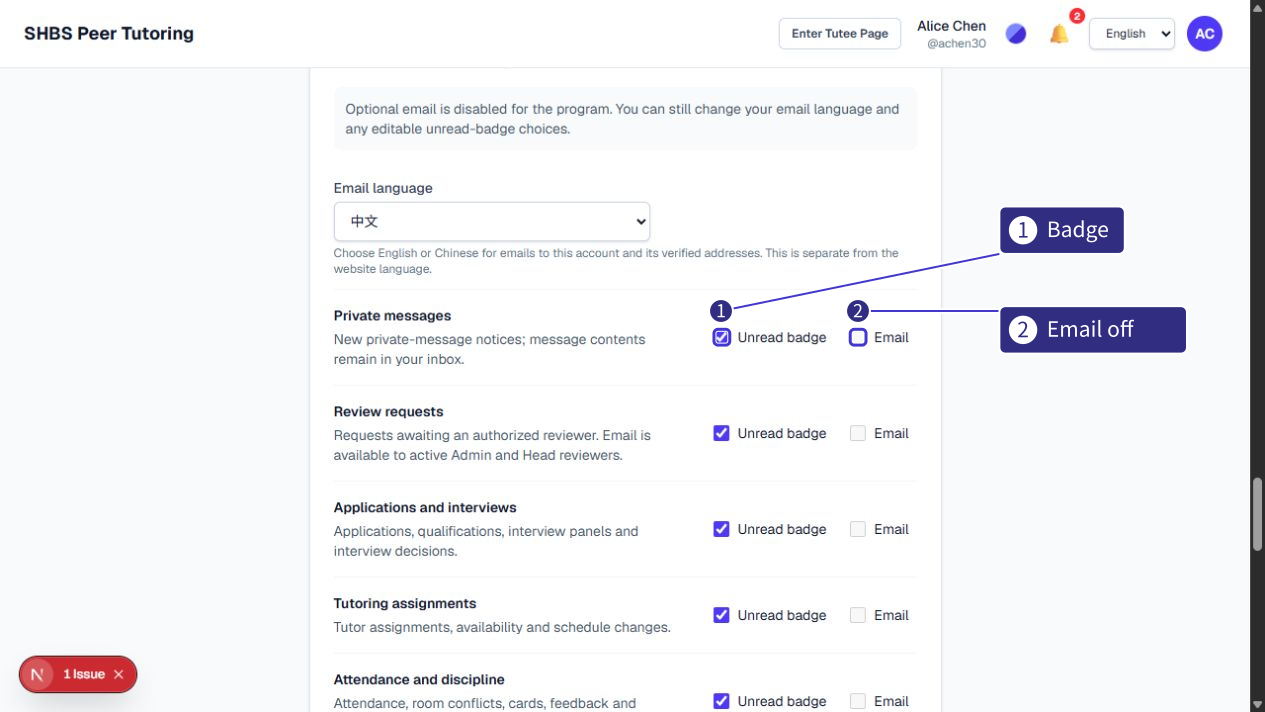 SHBS Peer Tutoring
Enter Tutee Page
Alice Chen
@achen30
2
English
AC
Optional email is disabled for the program. You can still change your email language and
any editable unread-badge choices.
Email language
中文
Choose English or Chinese for emails to this account and its verified addresses. This is separate from the
website language.
1 Badge
2 Email off
1
2
Private messages
New private-message notices; message contents
remain in your inbox.
Unread badge
Email
Review requests
Requests awaiting an authorized reviewer. Email is
available to active Admin and Head reviewers.
Unread badge
Email
Applications and interviews
Applications, qualifications, interview panels and
interview decisions.
Unread badge
Email
Tutoring assignments
Tutor assignments, availability and schedule changes.
Unread badge
Email
Attendance and discipline
Attendance, room conflicts, cards, feedback and
Unread badge
Email
N 1 Issue ×